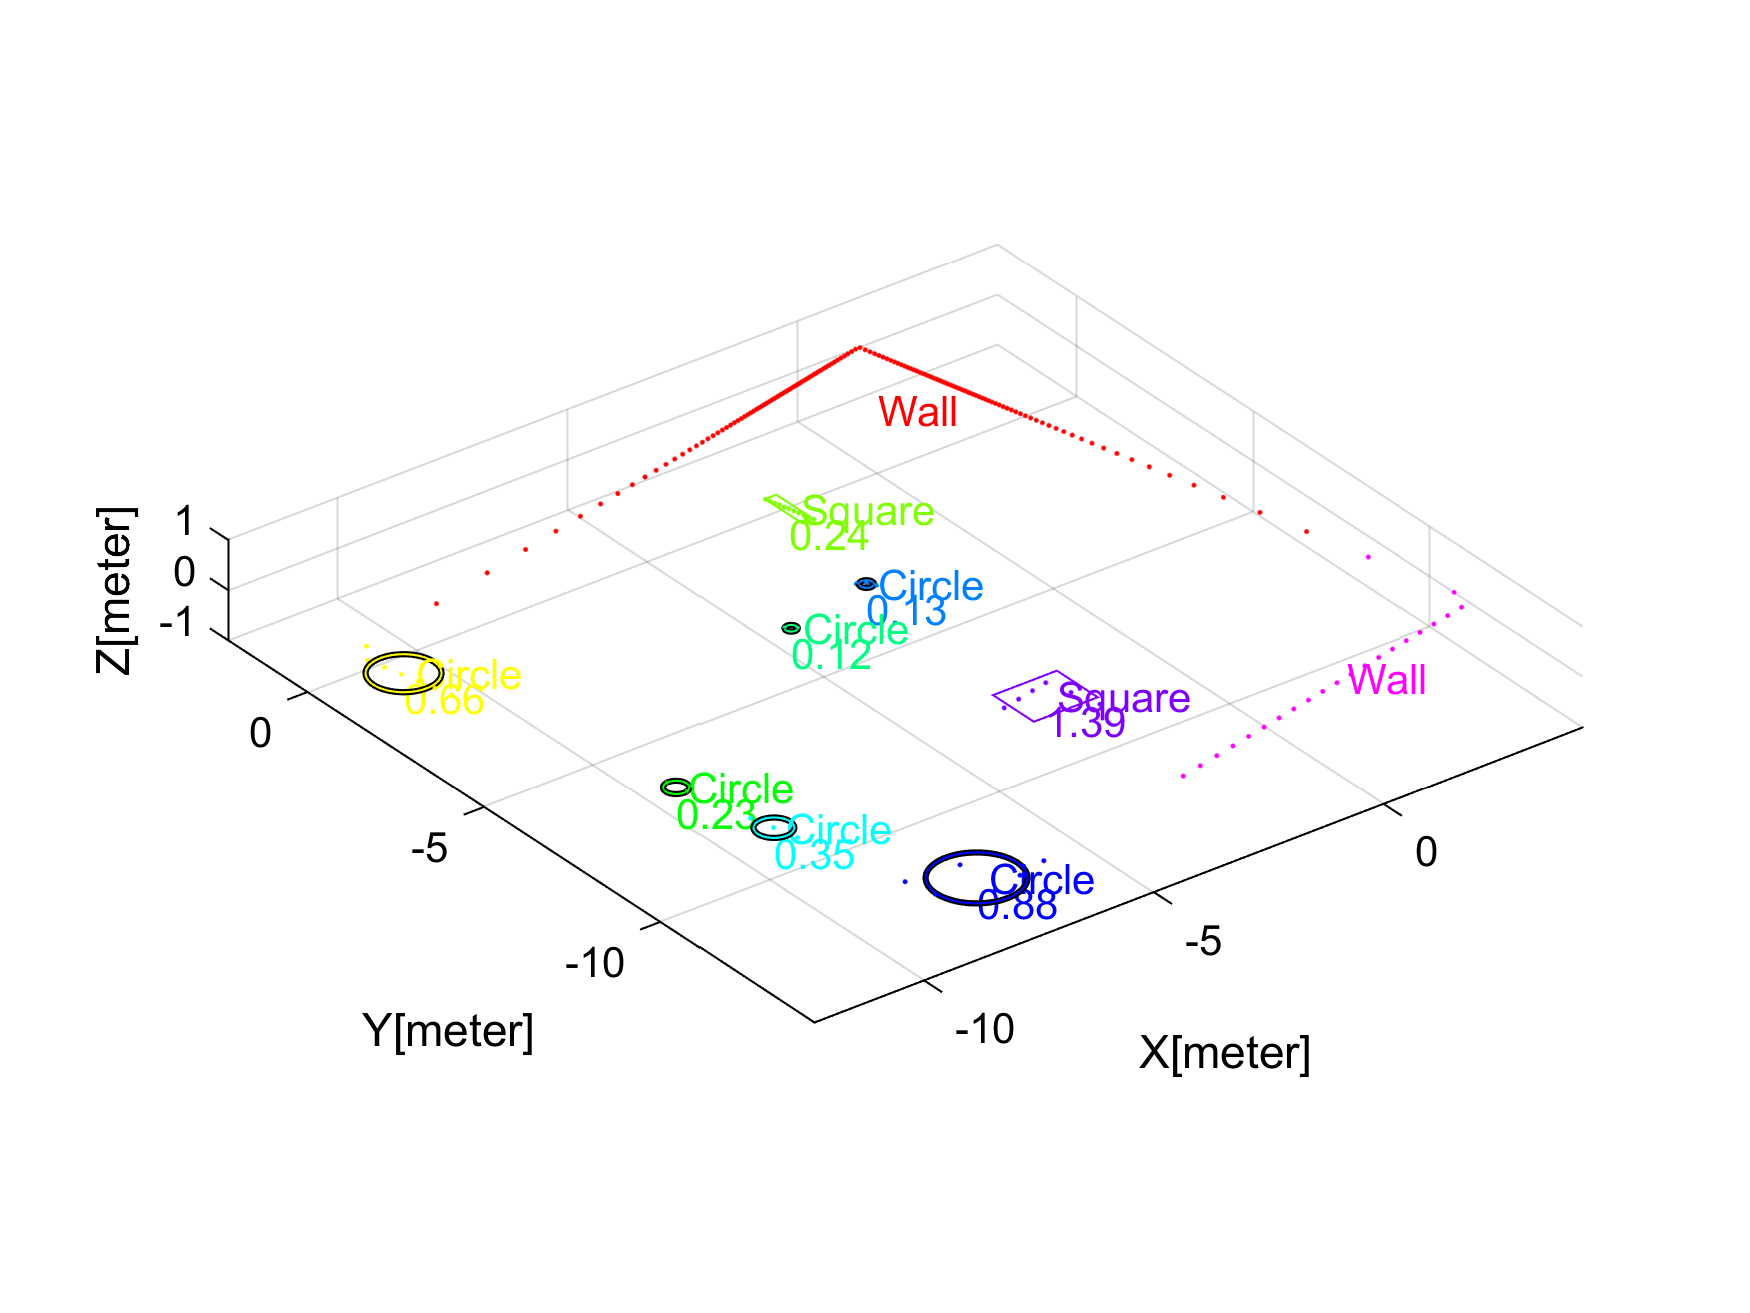 Wall
Square
0.24
1
0
-1
Z[meter]
Circle
0.13
Circle
0.12
Circle
0.66
Square
1.39
Wall
0
Circle
0.23
Circle
0.35
-5
0
Circle
0.88
-10
-5
Y[meter]
-10
X[meter]